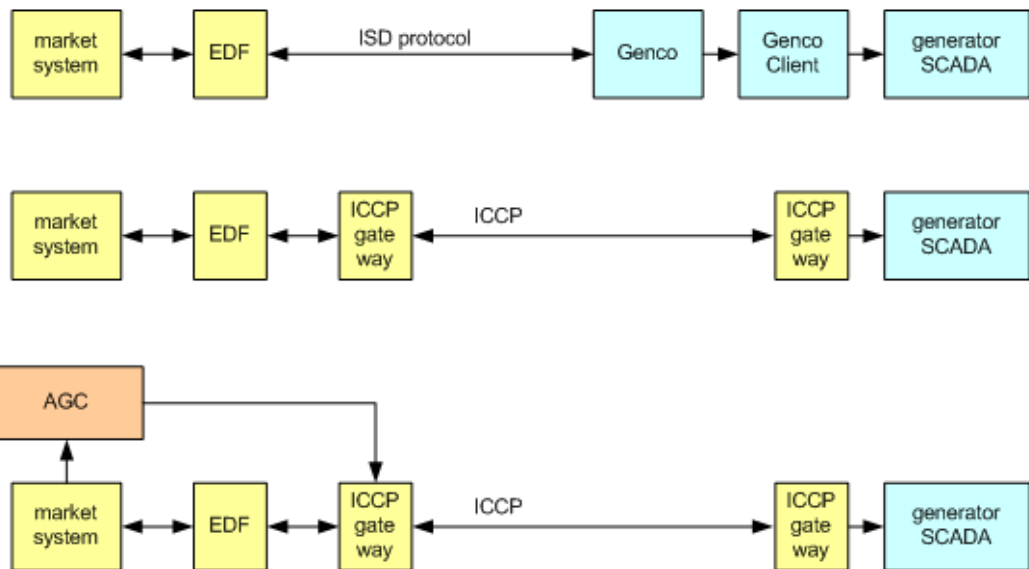 market
system
EDF
ISD protocol
Genco
Genco
Client
generator
SCADA
market
system
EDF
ICCP
gate
way
ICCP
ICCP
gate
way
generator
SCADA
AGC
market
system
EDF
ICCP
gate
way
ICCP
ICCP
gate
way
generator
SCADA